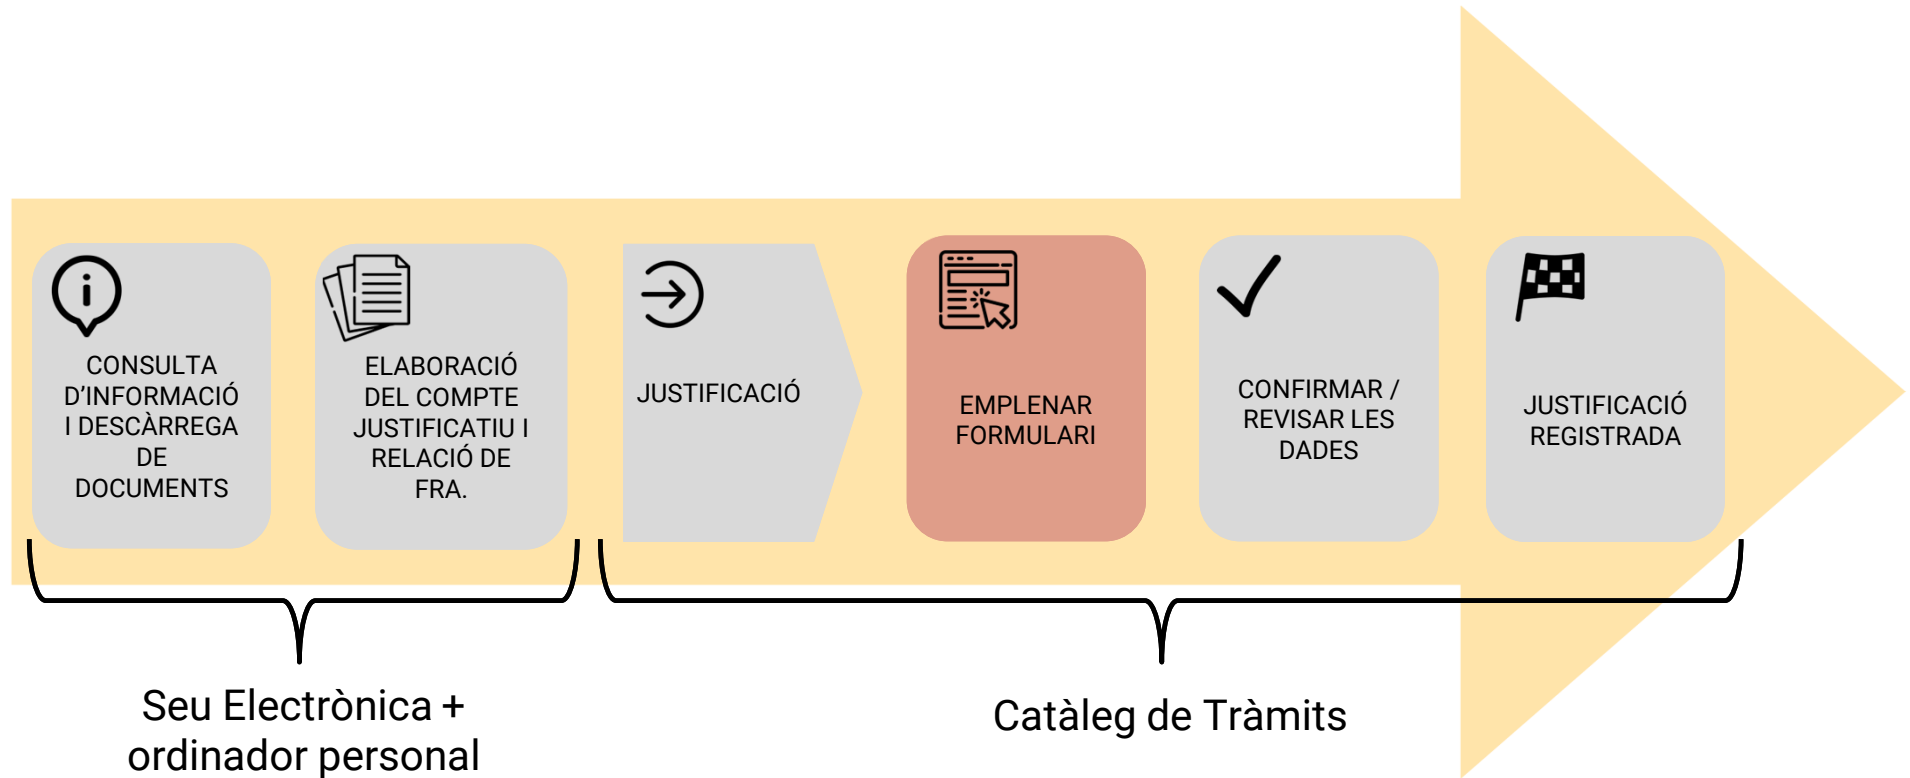 CONSULTA
D’INFORMACIÓ
I DESCÀRREGA
DE
DOCUMENTS
ELABORACIÓ
DEL COMPTE
JUSTIFICATIU I
RELACIÓ DE
FRA.
JUSTIFICACIÓ
EMPLENAR
FORMULARI
CONFIRMAR /
REVISAR LES
DADES
JUSTIFICACIÓ
REGISTRADA
Seu Electrònica +
ordinador personal
Catàleg de Tràmits